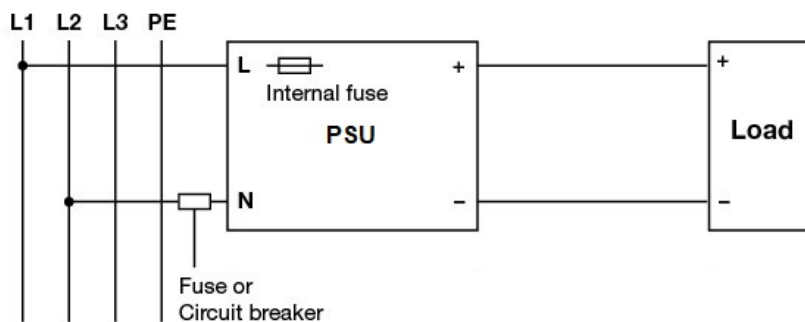 L1 L2 L3 PE
L
Internal fuse
PSU
N
+
−
+
Load
−
Fuse or
Circuit breaker